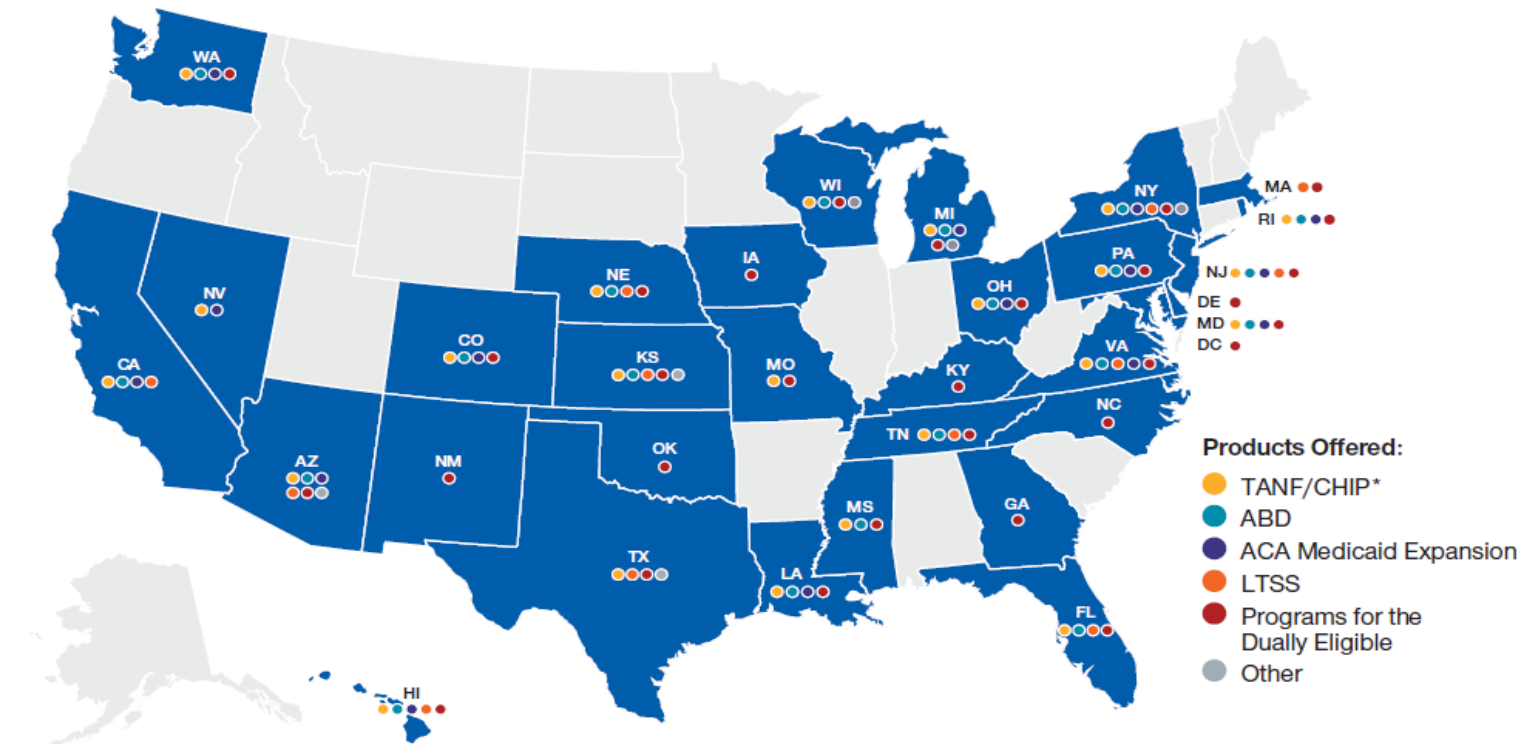 WA
WI
MI
NY
MA
RI
PA
NJ
IA
NE
OH
DE
MD
DC
NV
CO
KS
MO
KY
VA
CA
NC
TN
OK
AZ
NM
MS
GA
TX
LA
FL
HI
Products Offered:
TANF/CHIP*
ABD
ACA Medicaid Expansion
LTSS
Programs for the
Dually Eligible
Other